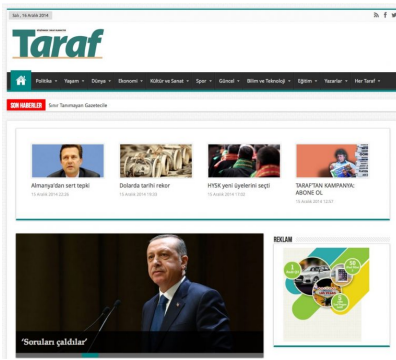 Salı , 16 Aralık 2014
Taraf
Politika Yaşam Dünya Ekonomi Kültür ve Sanat Spor Güncel Bilim ve Teknoloji Eğitim Yazarlar Her Taraf
SON HABERLER Sınır Tanımayan Gazetecile
Almanya'dan sert tepki
15 Aralık 2014 22:24
Dolarda tarihi rekor
15 Aralık 2014 19:30
HSYK yeni üyelerini seçti
15 Aralık 2014 17:00
TARAF'TAN KAMPANYA:
ABONE OL
15 Aralık 2014 12:57
REKLAM
'Soruları çaldılar'